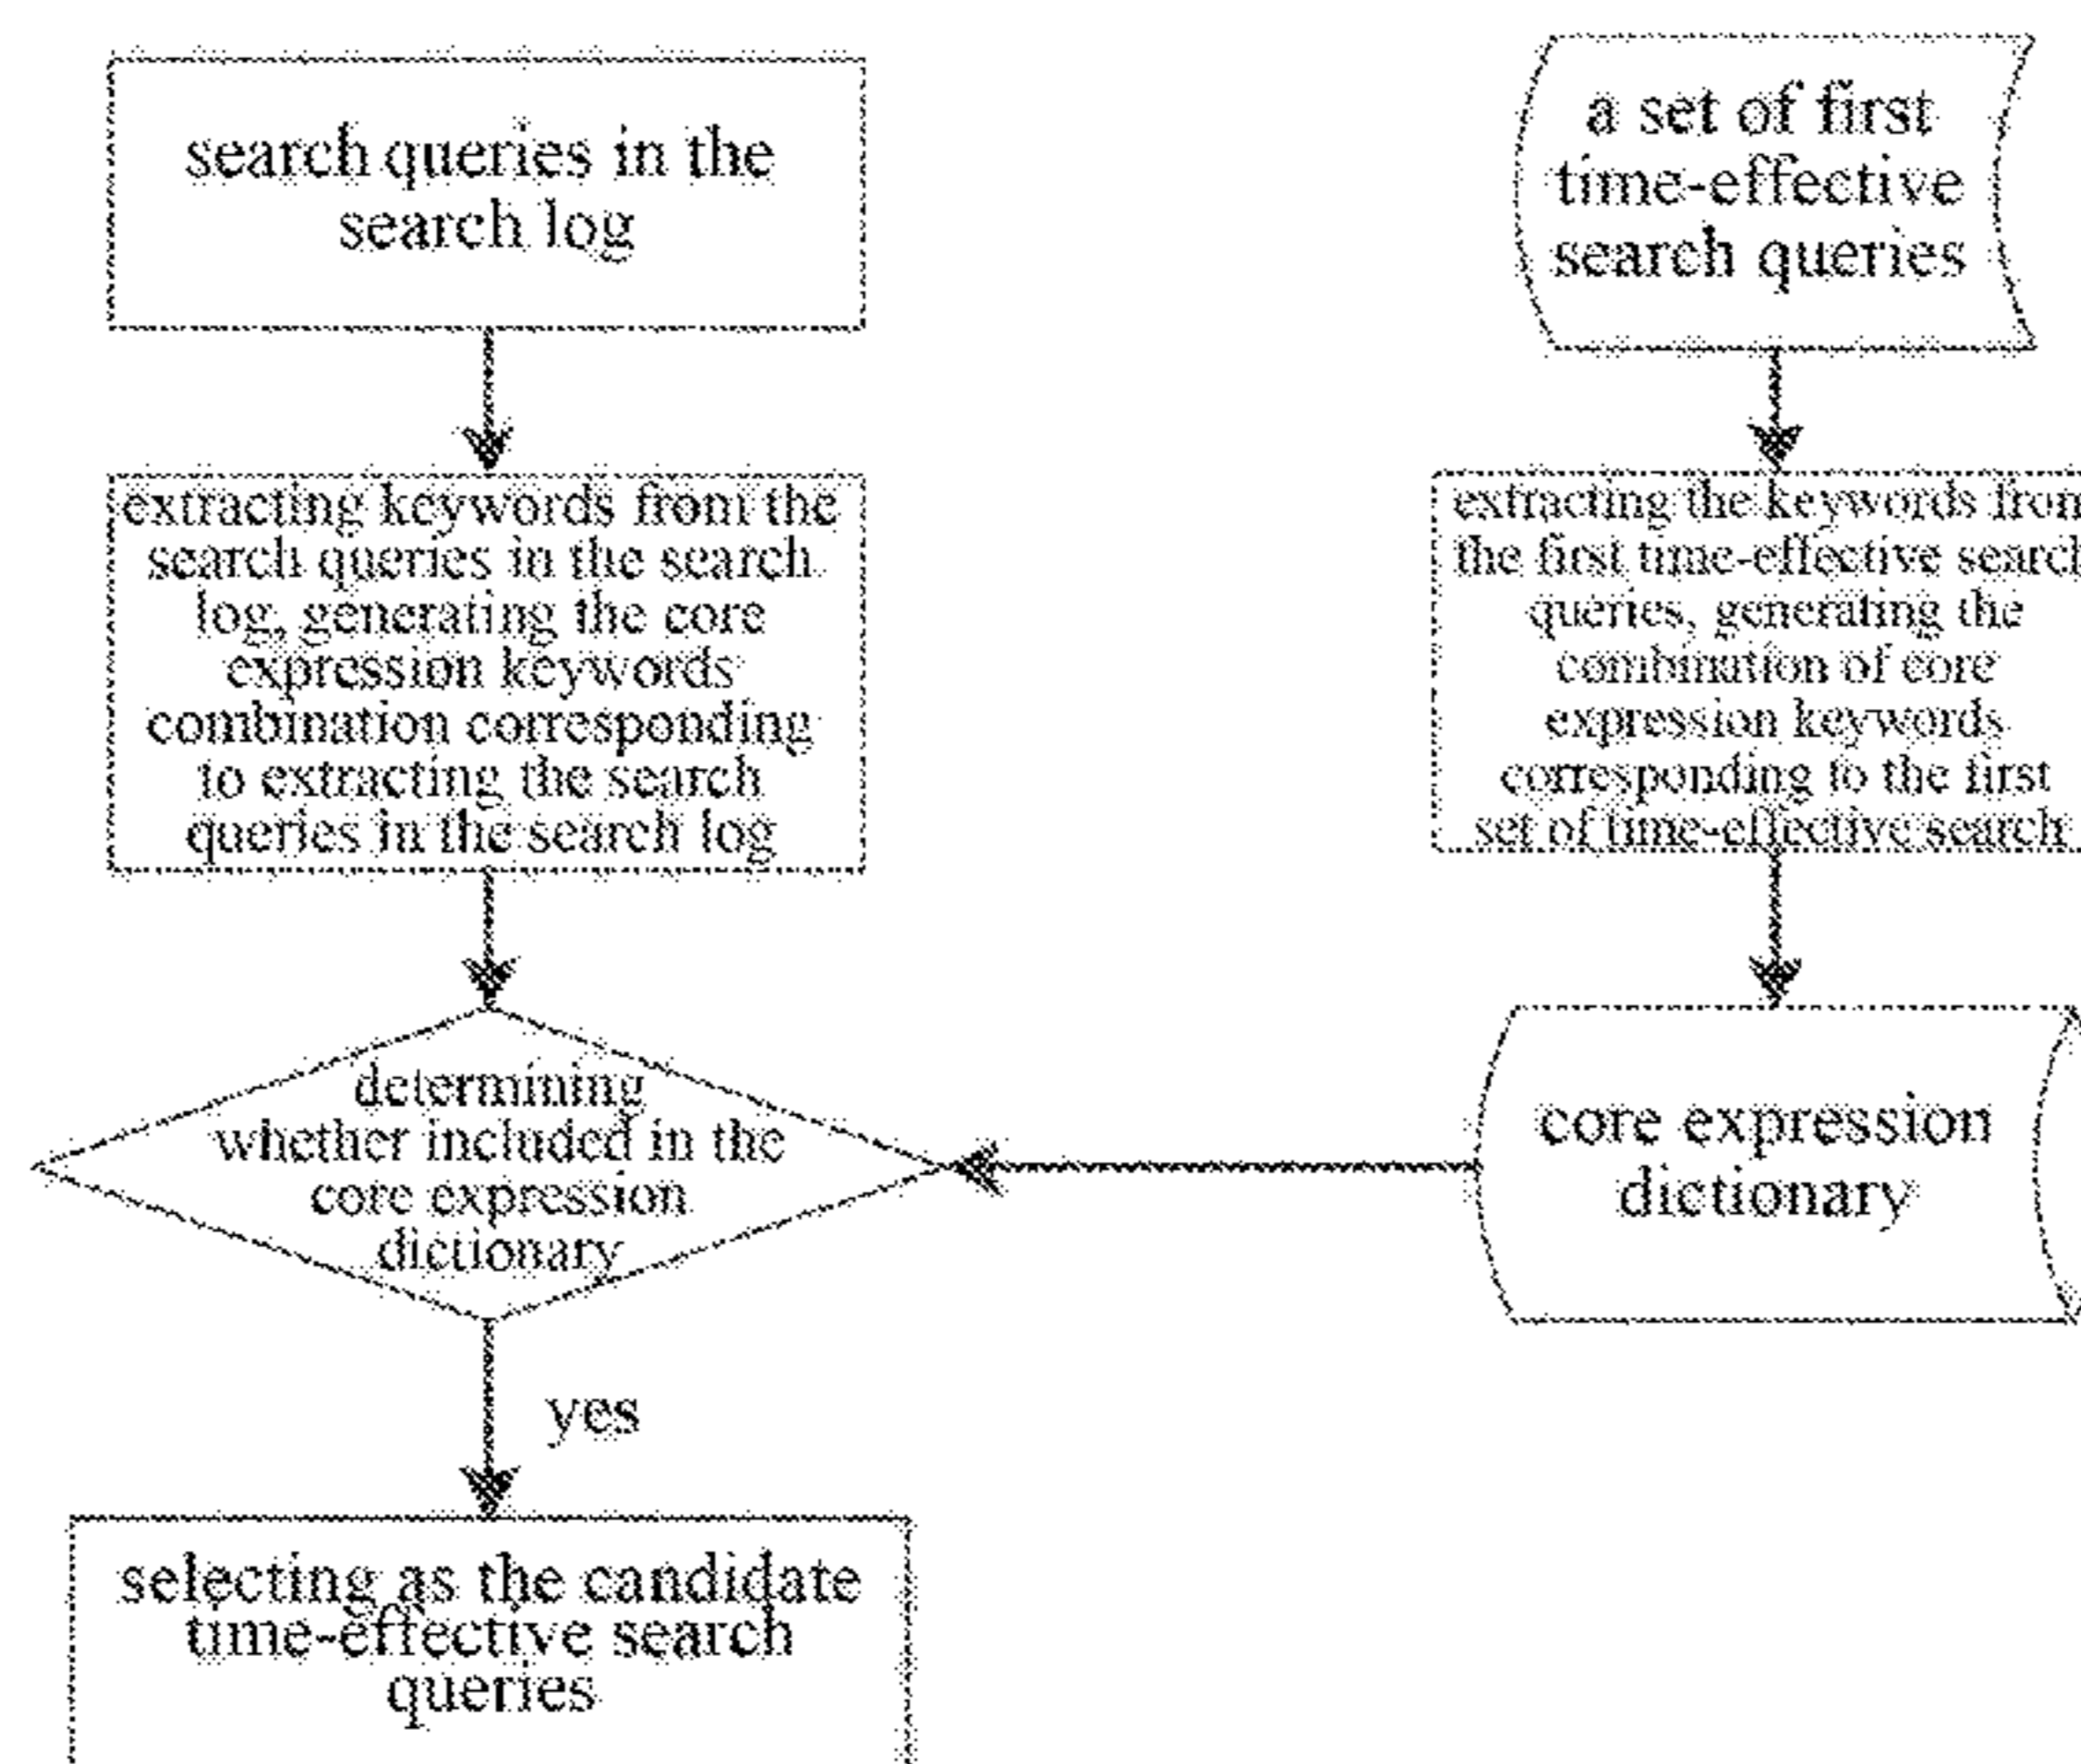 search queries in the
search log
extracting keywords from the
search queries in the search
log, generating the core
expression keywords
combination corresponding
to extracting the search
queries in the search log
determining
whether included in the
core expression
dictionary
yes
selecting as the candidate
time-effective search
queries
a set of first
time-effective
search queries
extracting the keywords from
the first time-effective search
queries, generating the
combination of core
expression keywords
corresponding to the first
set of time-effective search
core expression
dictionary